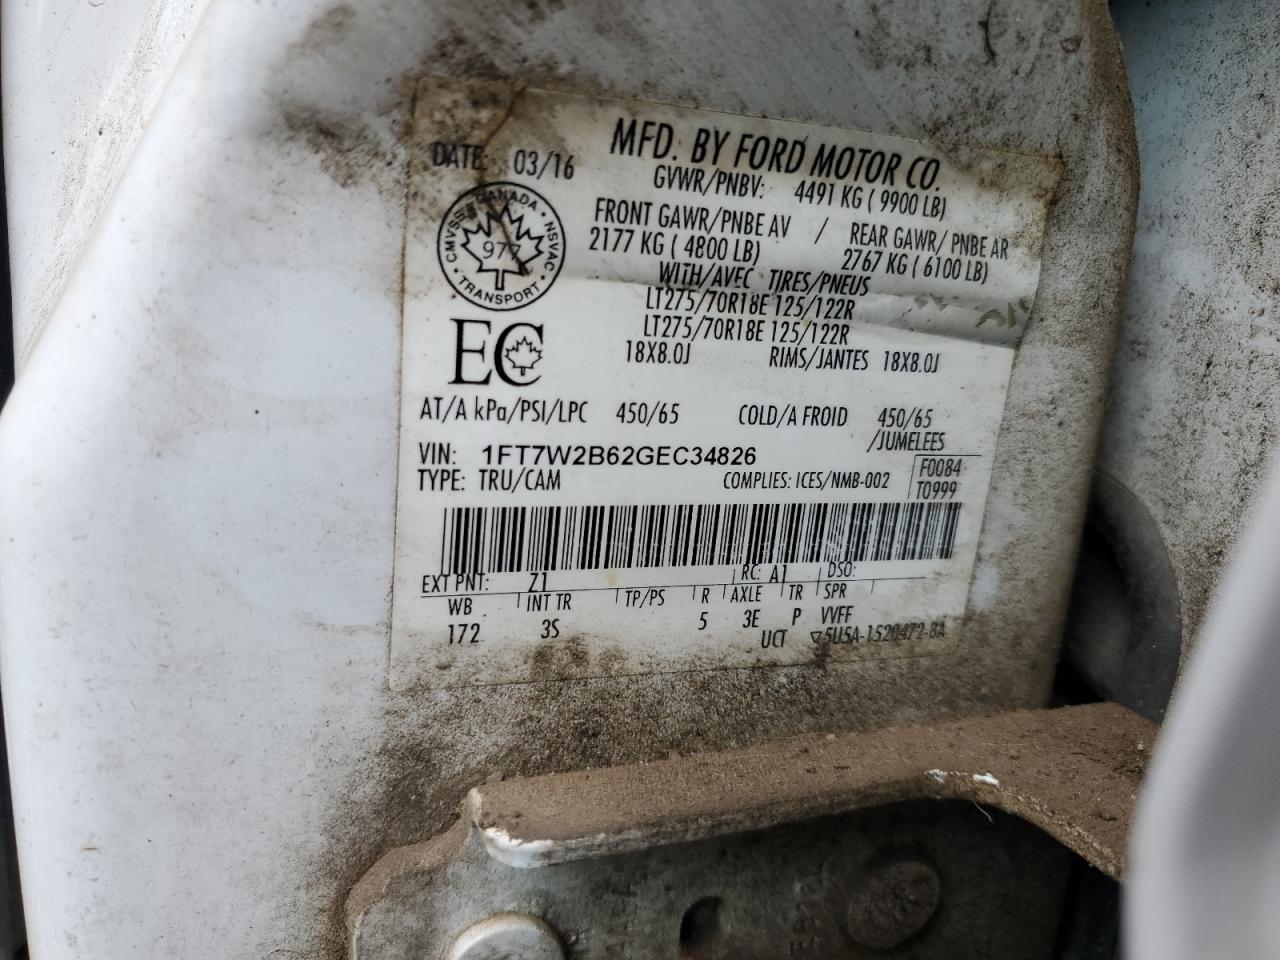 MFD. BY FORD MOTOR CO.
DATE: 03/16
GVWR/PNBV: 4491 KG ( 9900 LB)
FRONT GAWR/PNBE AV / REAR GAWR/ PNBE AR
2177 KG ( 4800 LB) 2767 KG ( 6100 LB)
WITH/AVEC TIRES/PNEUS
LT275/70R18E 125/122R
LT275/70R18E 125/122R
18X8.0J RIMS/JANTES 18X8.0J
CANADA
CMVSS NSVAC
977
TRANSPORT
EC
AT/A kPa/PSI/LPC 450/65 COLD/A FROID 450/65
/JUMELEES
VIN: 1FT7W2B62GEC34826
TYPE: TRU/CAM COMPLIES: ICES/NMB-002
F0084
T0999
EXT PNT: Z1 RC: A1 DSO:
WB INT TR TP/PS R AXLE TR SPR
172 3S 5 3E P VVFF
UCT 5U5A-1520472-BA